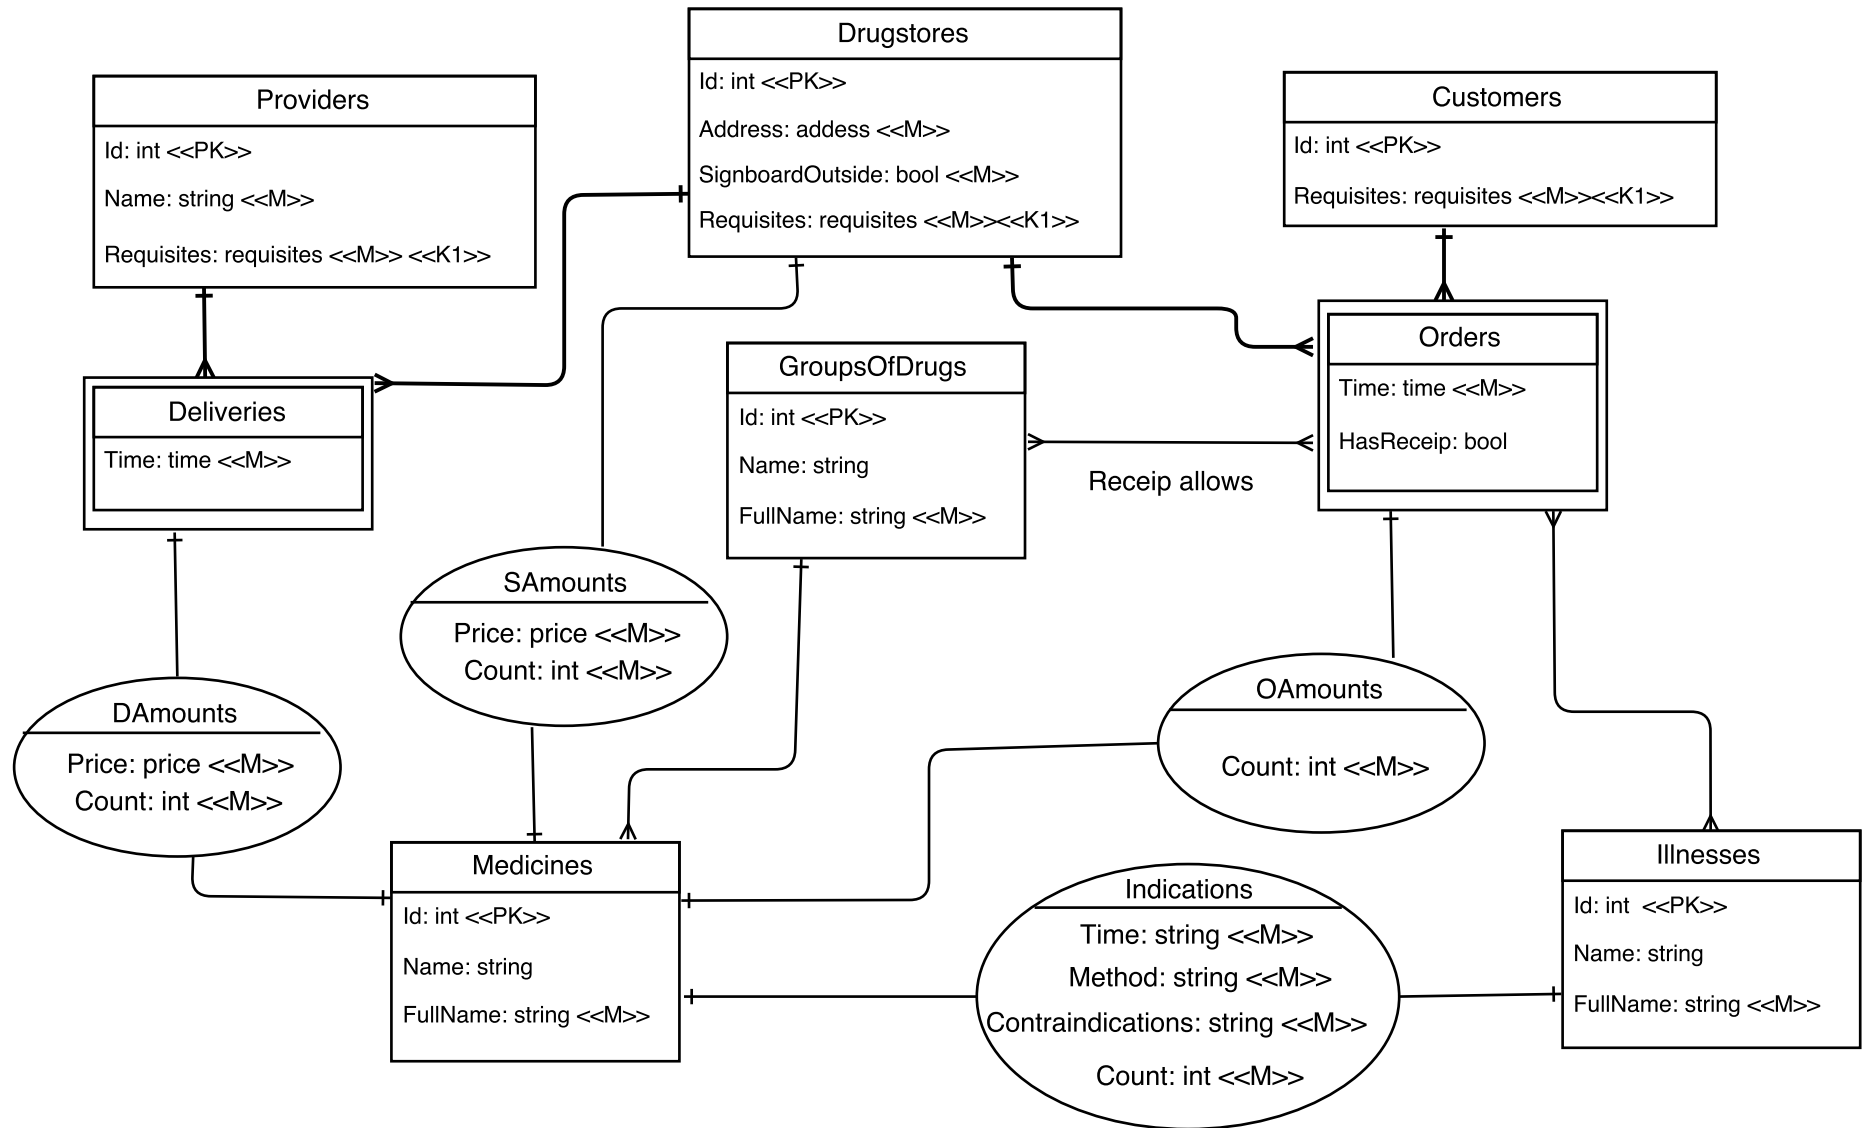 Drugstores
Id: int <<PK>>
Address: addess <<M>>
SignboardOutside: bool <<M>>
Requisites: requisites <<M>><<K1>>
Providers
Id: int <<PK>>
Name: string <<M>>
Requisites: requisites <<M>> <<K1>>
Customers
Id: int <<PK>>
Requisites: requisites <<M>><<K1>>
Deliveries
Time: time <<M>>
GroupsOfDrugs
Id: int <<PK>>
Name: string
FullName: string <<M>>
Receip allows
Orders
Time: time <<M>>
HasReceip: bool
SAmounts
Price: price <<M>>
Count: int <<M>>
DAmounts
Price: price <<M>>
Count: int <<M>>
OAmounts
Count: int <<M>>
Medicines
Id: int <<PK>>
Name: string
FullName: string <<M>>
Indications
Time: string <<M>>
Method: string <<M>>
Contraindications: string <<M>>
Count: int <<M>>
Illnesses
Id: int <<PK>>
Name: string
FullName: string <<M>>